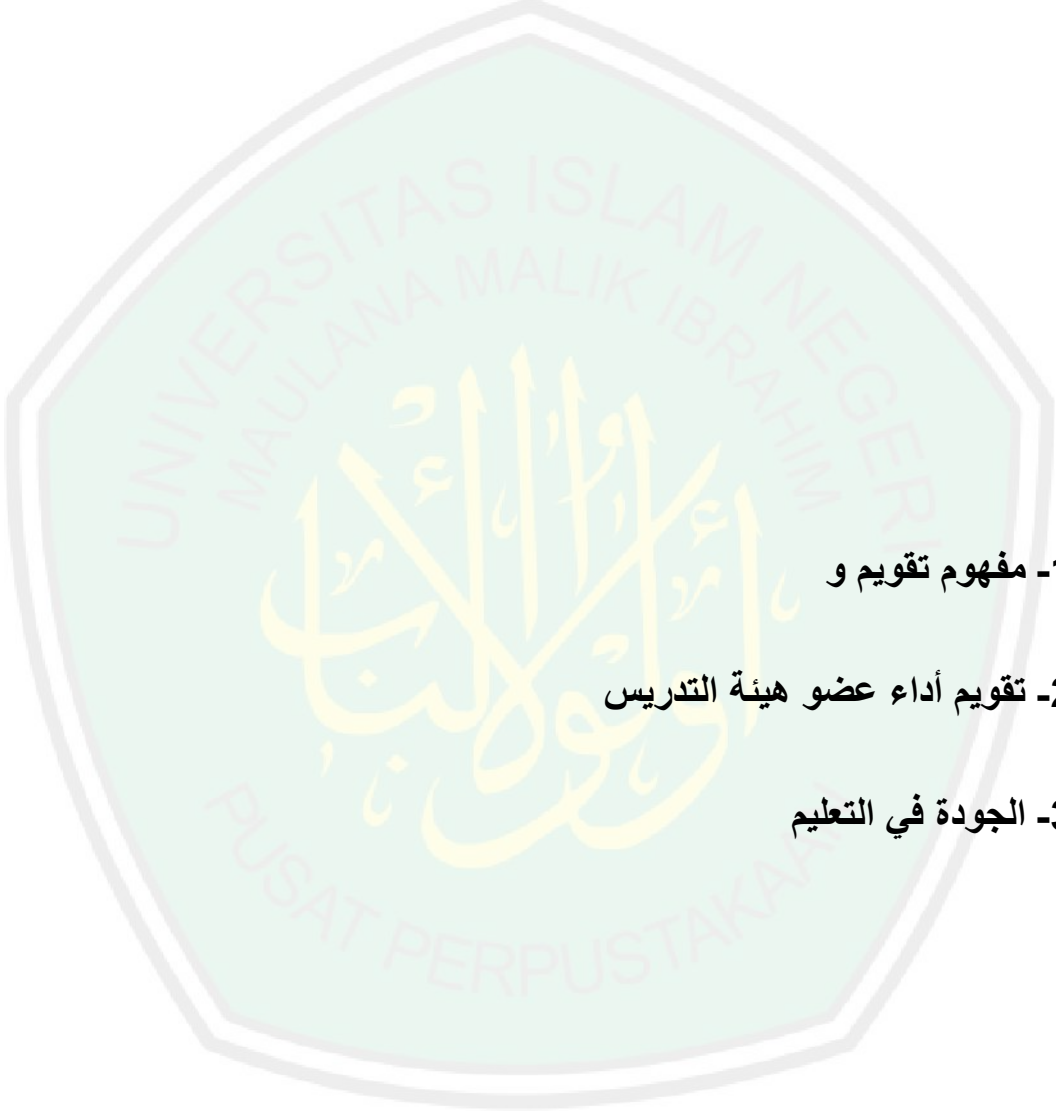 UNIVERSITAS ISLAM NEGERI
MAULANA MALIK IBRAHIM
أولوا الألباب
1- مفهوم تقويم و
2- تقويم أداء عضو هيئة التدريس
3- الجودة في التعليم
PUSAT PERPUSTAKAAN